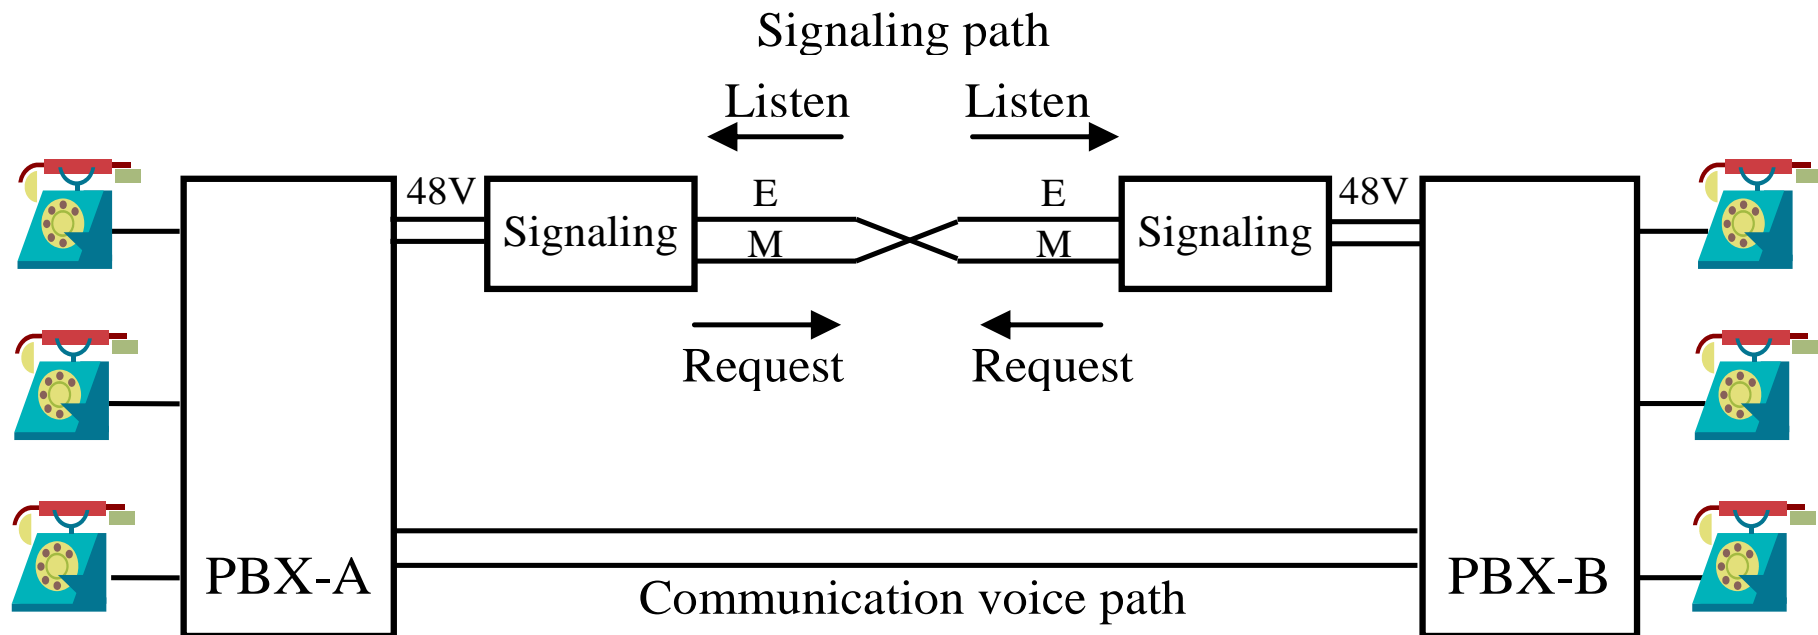 Signaling path
Listen Listen
48V E E 48V
Signaling M M Signaling
Request Request
PBX-A PBX-B
Communication voice path